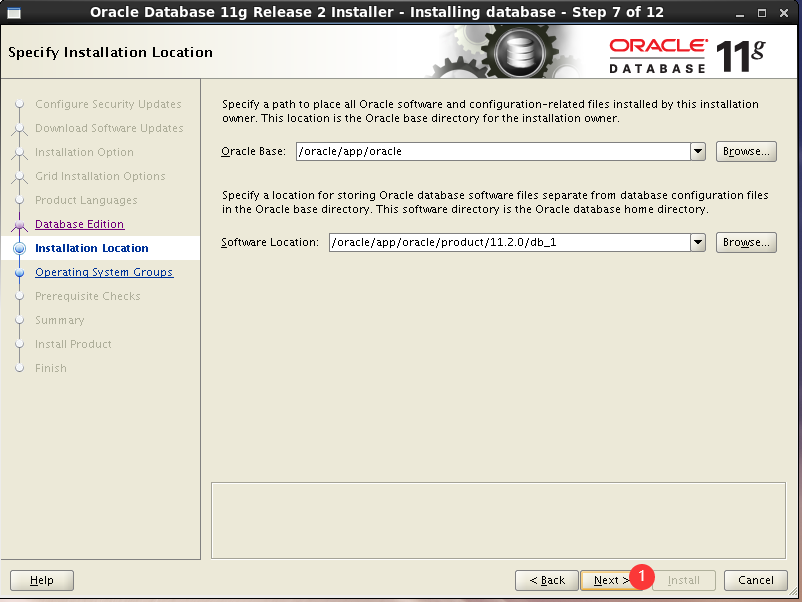 Oracle Database 11g Release 2 Installer - Installing database - Step 7 of 12
Specify Installation Location
ORACLE
DATABASE
11g
Configure Security Updates
Download Software Updates
Installation Option
Grid Installation Options
Product Languages
Database Edition
Installation Location
Operating System Groups
Prerequisite Checks
Summary
Install Product
Finish
Specify a path to place all Oracle software and configuration-related files installed by this installation
owner. This location is the Oracle base directory for the installation owner.
Oracle Base: /oracle/app/oracle Browse...
Specify a location for storing Oracle database software files separate from database configuration files
in the Oracle base directory. This software directory is the Oracle database home directory.
Software Location: /oracle/app/oracle/product/11.2.0/db_1 Browse...
Help < Back Next > 1 Install Cancel